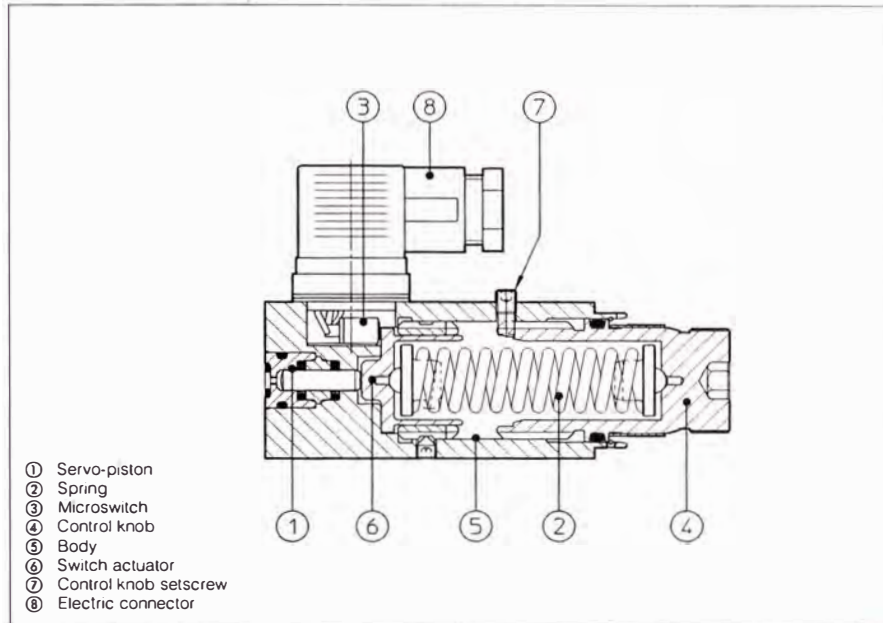 ③ ⑧ ⑦
① ⑥ ⑤ ② ④
① Servo-piston
② Spring
③ Microswitch
④ Control knob
⑤ Body
⑥ Switch actuator
⑦ Control knob setscrew
⑧ Electric connector